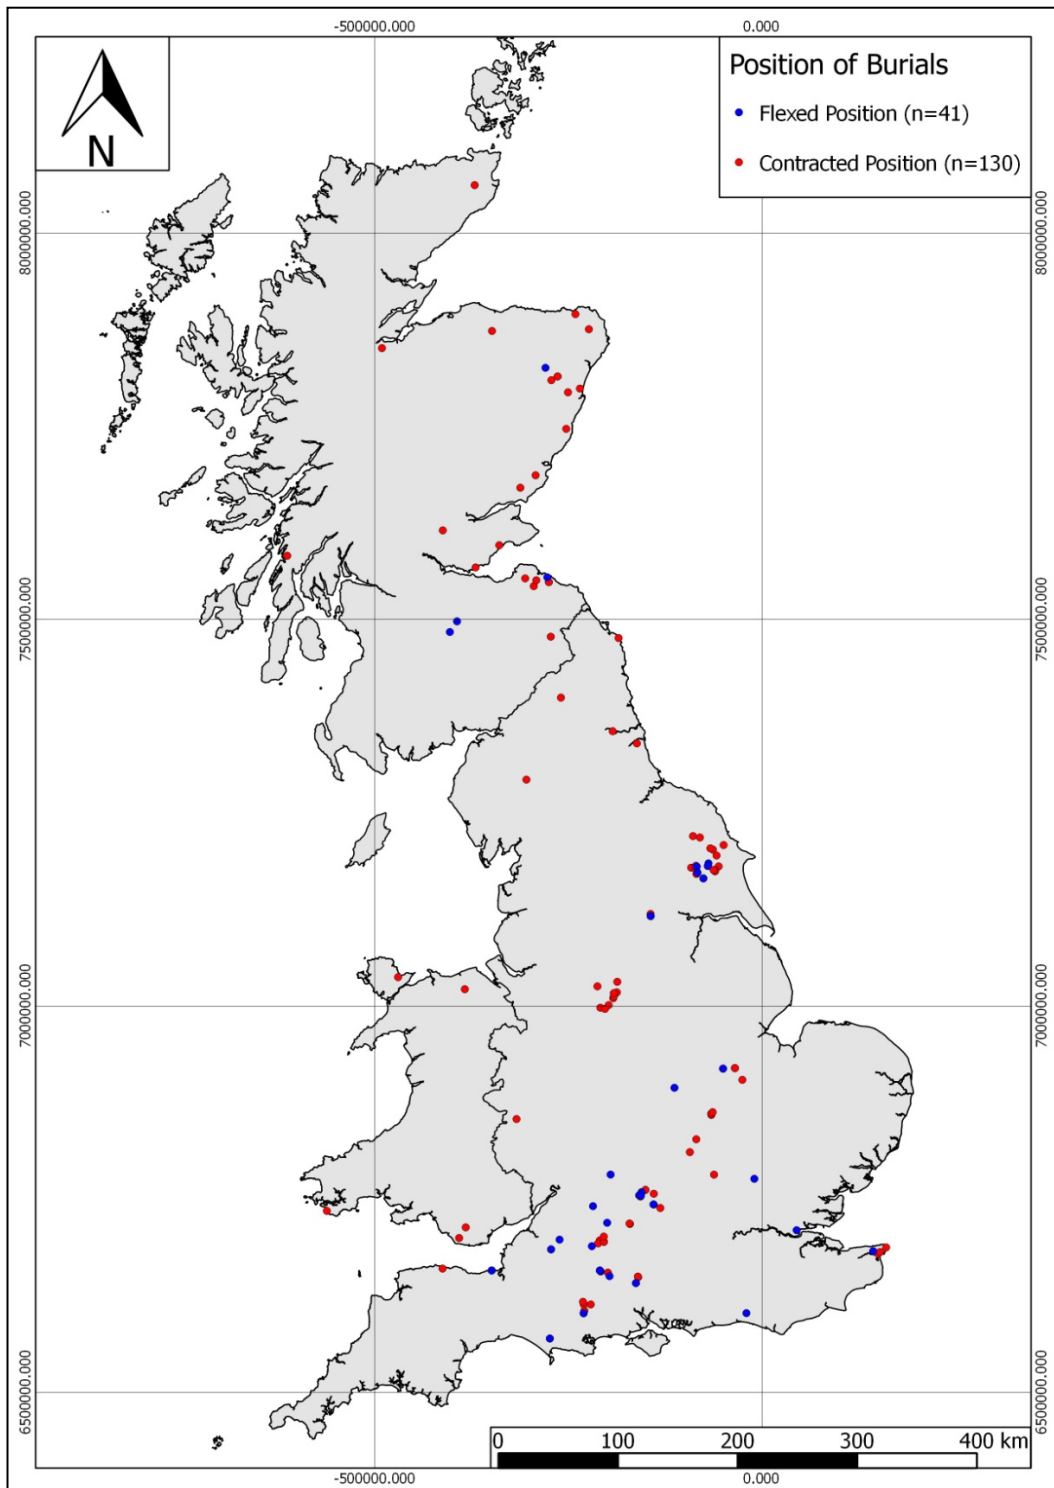 -500000.000 0.000
N
Position of Burials
Flexed Position (n=41)
Contracted Position (n=130)
8000000.000 8000000.000
7500000.000 7500000.000
7000000.000 7000000.000
6500000.000 6500000.000
0 100 200 300 400 km
-500000.000 0.000